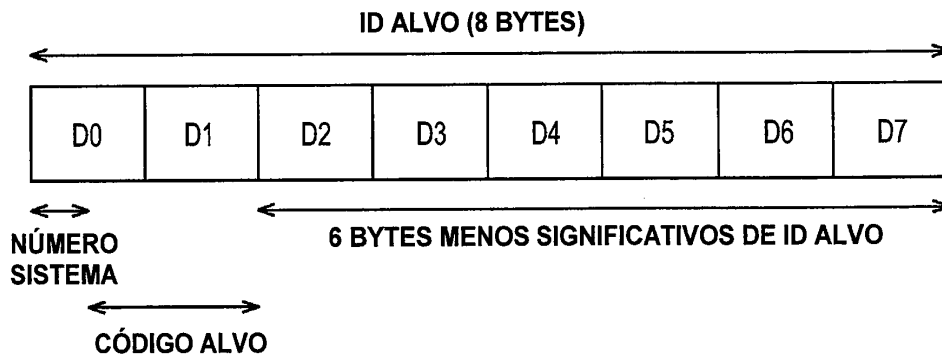 ID ALVO (8 BYTES)
D0 D1 D2 D3 D4 D5 D6 D7
NÚMERO
SISTEMA
6 BYTES MENOS SIGNIFICATIVOS DE ID ALVO
CÓDIGO ALVO